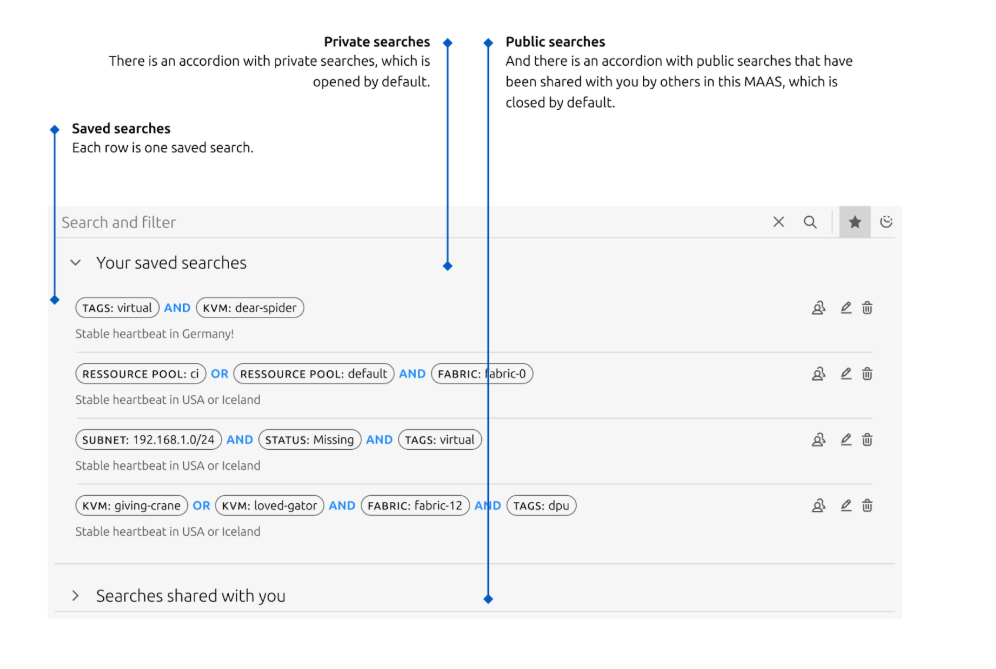 Private searches
There is an accordion with private searches, which is
opened by default.
Public searches
And there is an accordion with public searches that have
been shared with you by others in this MAAS, which is
closed by default.
Saved searches
Each row is one saved search.
Search and filter
Your saved searches
TAGS: virtual AND KVM: dear-spider
Stable heartbeat in Germany!
RESSOURCE POOL: ci OR RESSOURCE POOL: default AND FABRIC: fabric-0
Stable heartbeat in USA or Iceland
SUBNET: 192.168.1.0/24 AND STATUS: Missing AND TAGS: virtual
Stable heartbeat in USA or Iceland
KVM: giving-crane OR KVM: loved-gator AND FABRIC: fabric-12 AND TAGS: dpu
Stable heartbeat in USA or Iceland
Searches shared with you